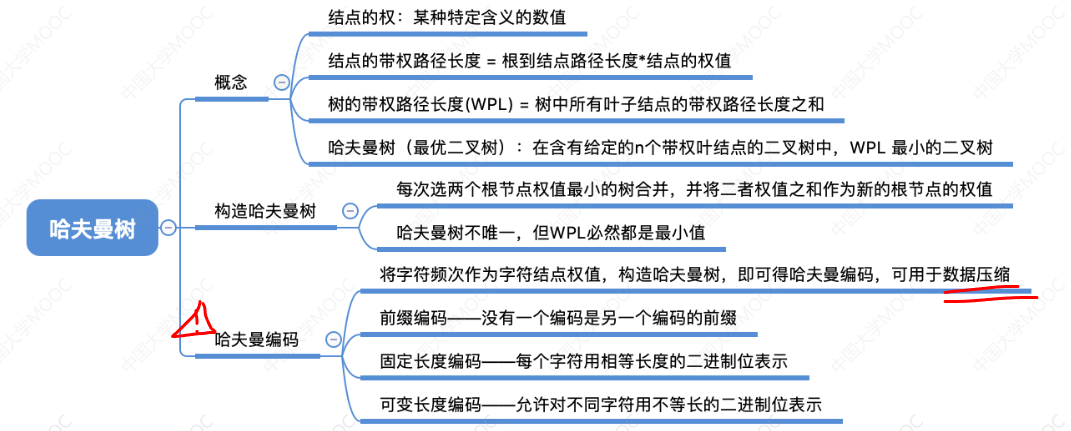 结点的权：某种特定含义的数值
结点的带权路径长度 = 根到结点路径长度*结点的权值
概念
树的带权路径长度(WPL) = 树中所有叶子结点的带权路径长度之和
哈夫曼树（最优二叉树）：在含有给定的n个带权叶结点的二叉树中，WPL 最小的二叉树
每次选两个根节点权值最小的树合并，并将二者权值之和作为新的根节点的权值
构造哈夫曼树
哈夫曼树
哈夫曼树不唯一，但WPL必然都是最小值
将字符频次作为字符结点权值，构造哈夫曼树，即可得哈夫曼编码，可用于数据压缩
前缀编码——没有一个编码是另一个编码的前缀
哈夫曼编码
固定长度编码——每个字符用相等长度的二进制位表示
可变长度编码——允许对不同字符用不等长的二进制位表示
中国大学MOOC